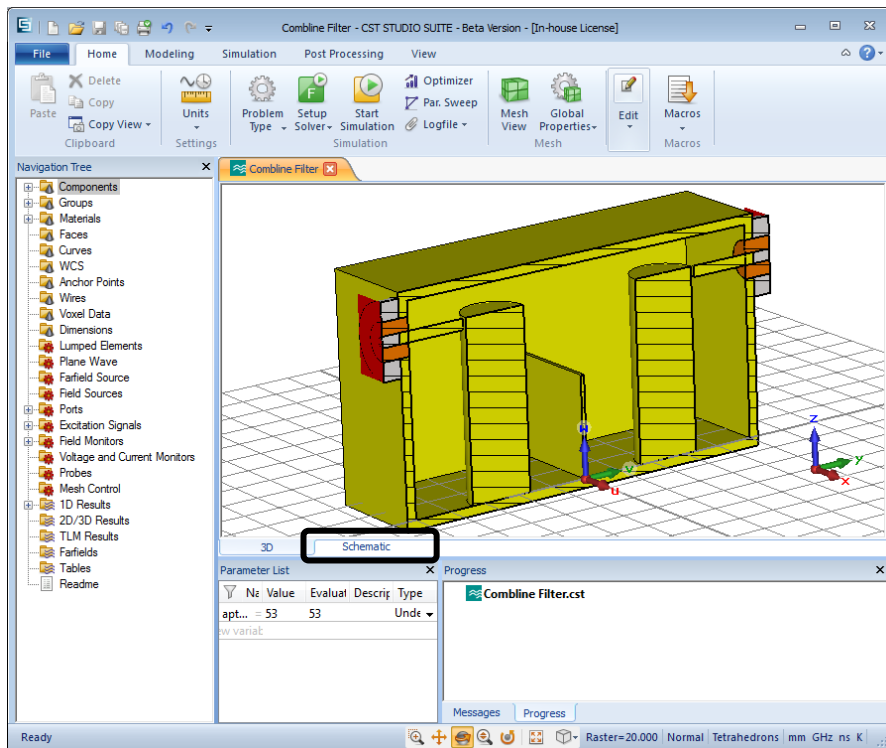 Combline Filter - CST STUDIO SUITE - Beta Version - [In-house License]
File Home Modeling Simulation Post Processing View
Paste
Delete
Copy
Copy View
Clipboard
Units
Settings
Problem Type
Setup Solver
Start Simulation
Optimizer
Par. Sweep
Logfile
Simulation
Mesh View
Global Properties
Mesh
Edit
Macros
Macros
Navigation Tree
Combline Filter
Components
Groups
Materials
Faces
Curves
WCS
Anchor Points
Wires
Voxel Data
Dimensions
Lumped Elements
Plane Wave
Farfield Source
Field Sources
Ports
Excitation Signals
Field Monitors
Voltage and Current Monitors
Probes
Mesh Control
1D Results
2D/3D Results
TLM Results
Farfields
Tables
Readme
w
v
u
z
y
x
3D Schematic
Parameter List
Na Value Evaluat Descrip Type
apt... = 53 53 Unde
ew variab
Progress
Combline Filter.cst
Messages Progress
Ready
Raster=20.000 Normal Tetrahedrons mm GHz ns K